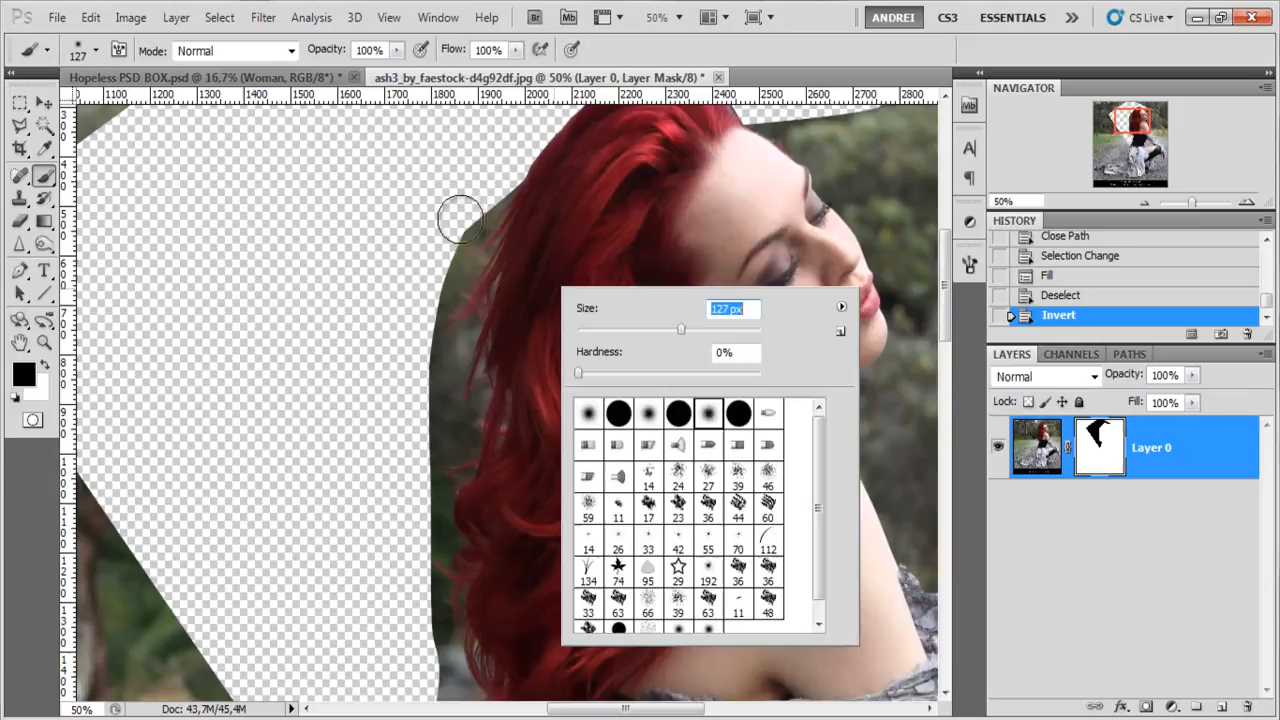 Ps File Edit Image Layer Select Filter Analysis 3D View Window Help Br Mb 50% ANDREI CS3 ESSENTIALS CS Live
127 Mode: Normal Opacity: 100% Flow: 100%
Hopeless PSD BOX.psd @ 16,7% (Woman, RGB/8*) * ash3_by_faestock-d4g92df.jpg @ 50% (Layer 0, Layer Mask/8) *
1100 1200 1300 1400 1500 1600 1700 1800 1900 2000 2100 2200 2300 2400 2500 2600 2700 2800
NAVIGATOR
50%
HISTORY
Close Path
Selection Change
Fill
Deselect
Invert
LAYERS CHANNELS PATHS
Normal Opacity: 100%
Lock: Fill: 100%
Layer 0
Size: 127 px
Hardness: 0%
14 24 27 39 46
59 11 17 23 36 44 60
14 26 33 42 55 70 112
134 74 95 29 192 36 36
33 63 66 39 63 11 48
50% Doc: 43,7M/45,4M